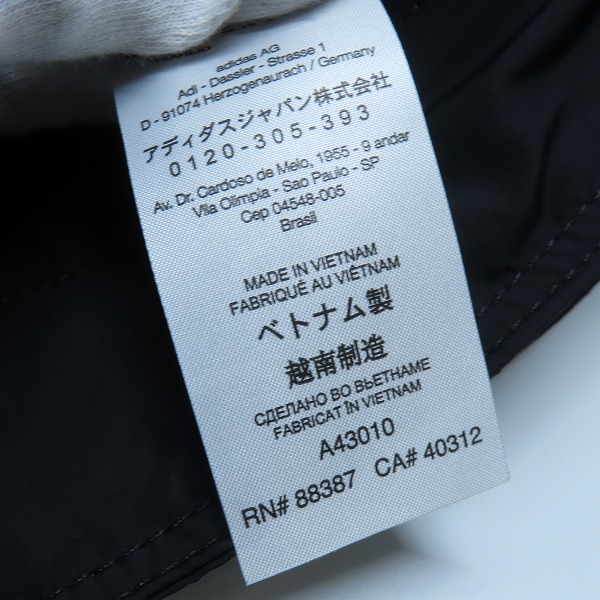 adidas AG
Adi - Dassler - Strasse 1
D - 91074 Herzogenaurach / Germany
アディダスジャパン株式会社
0120-305-393
Av. Dr. Cardoso de Melo, 1955 - 9 andar
Vila Olimpia - Sao Paulo - SP
Cep 04548-005
Brasil
MADE IN VIETNAM
FABRIQUÉ AU VIÊTNAM
ベトナム製
越南制造
СДЕЛАНО ВО ВЬЕТНАМЕ
FABRICAT ÎN VIETNAM
A43010
RN# 88387 CA# 40312